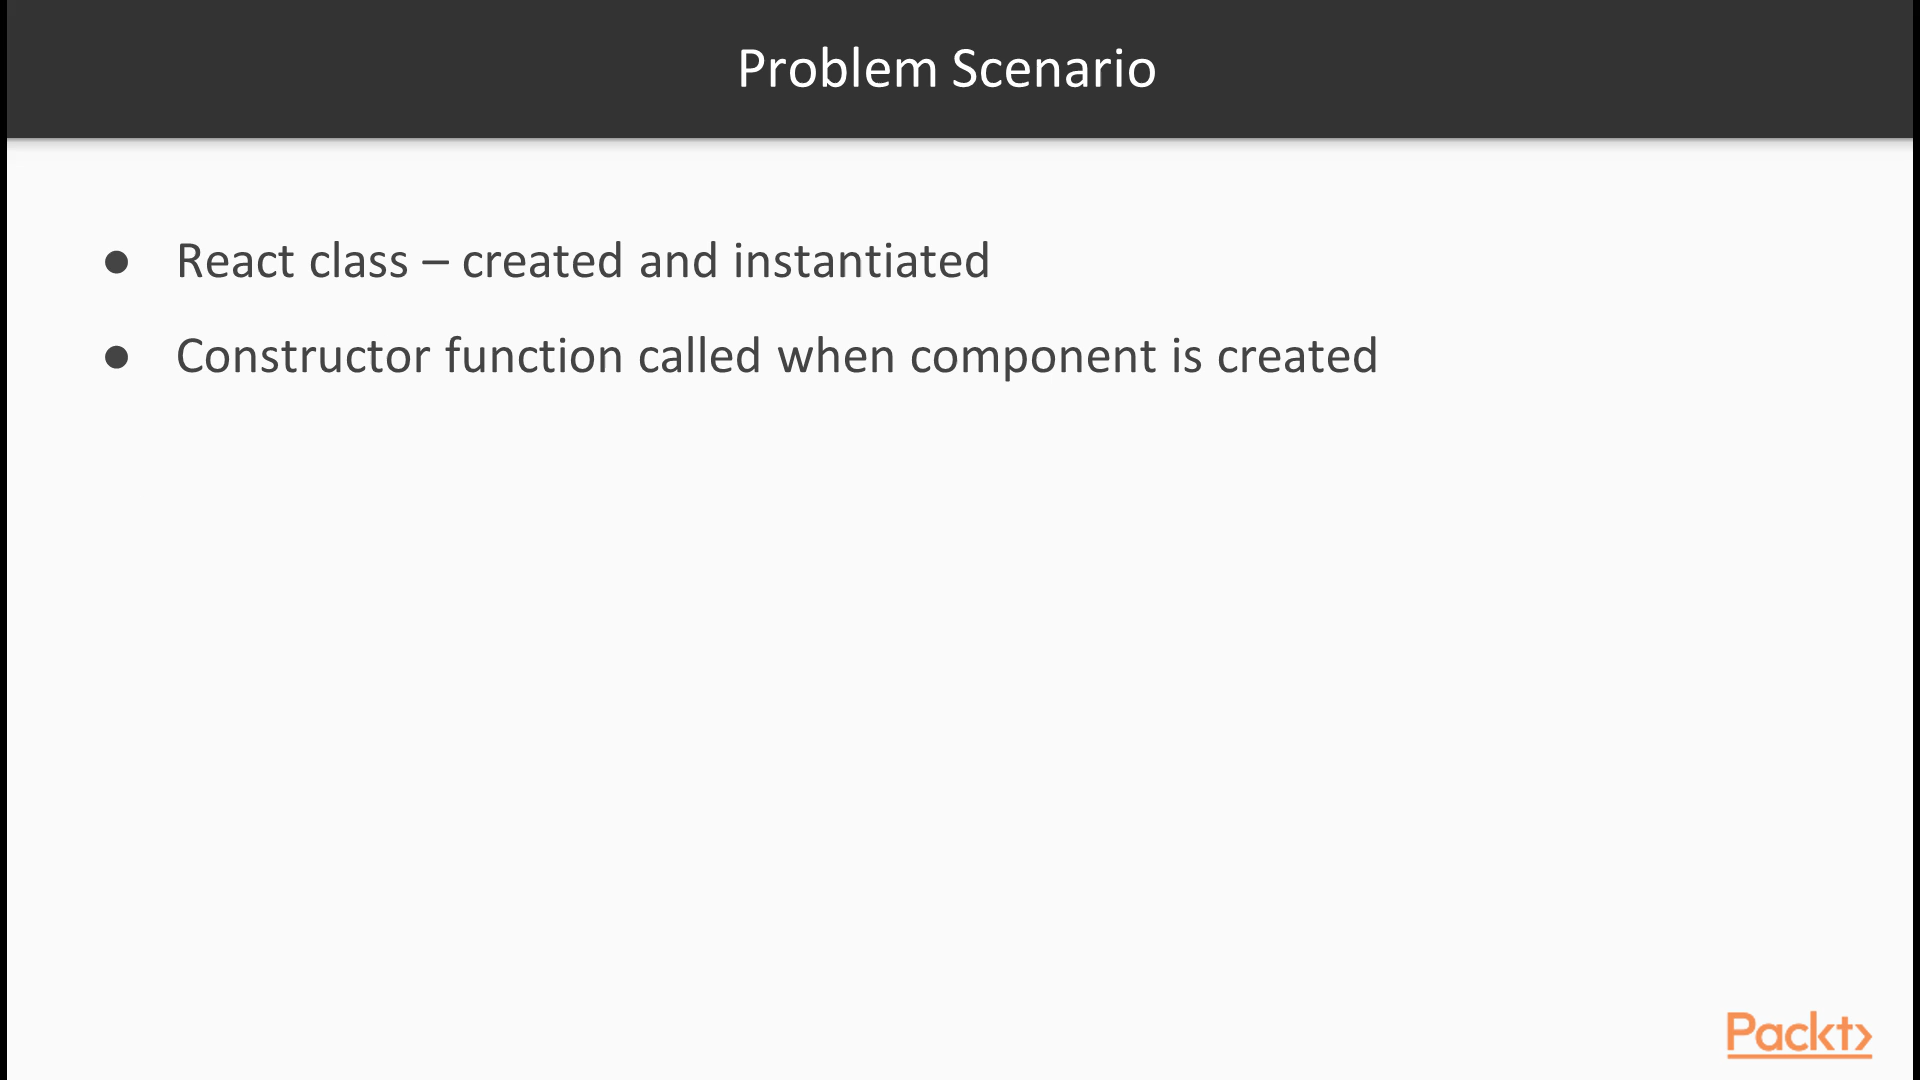 Problem Scenario
● React class – created and instantiated
● Constructor function called when component is created
Packt>